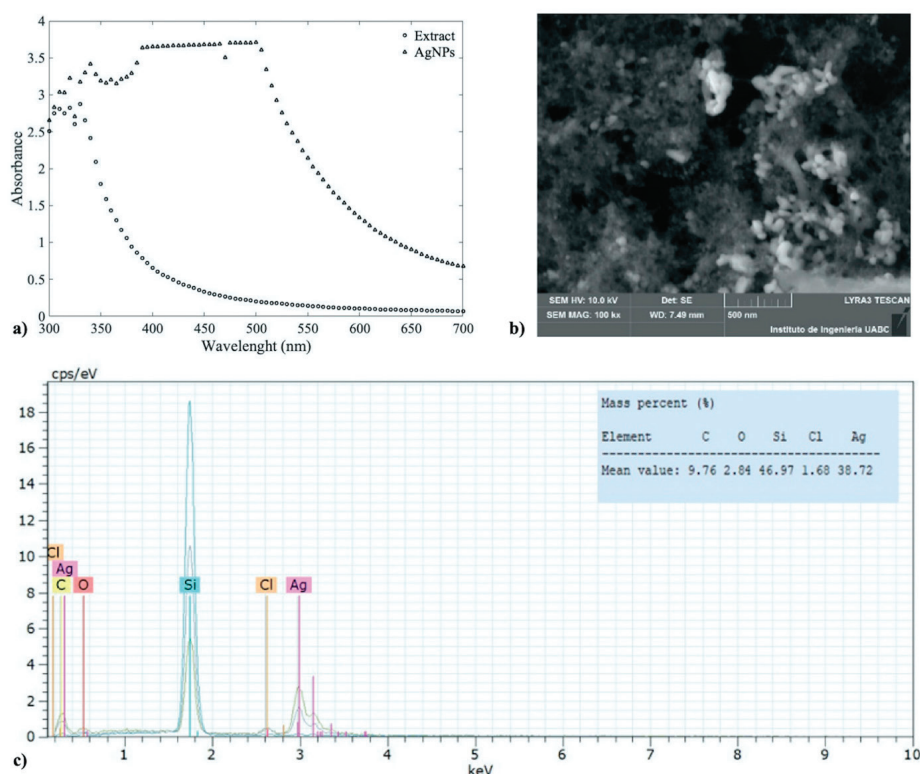 4
3.5
3
2.5
2
1.5
1
0.5
0
300 350 400 450 500 550 600 650 700
Absorbance
Wavelenght (nm)
Extract
AgNPs
a)
SEM HV: 10.0 kV Det: SE LYRA3 TESCAN
SEM MAG: 100 kx WD: 7.49 mm 500 nm
Instituto de Ingeniería UABC
b)
cps/eV
18
16
14
12
10
8
6
4
2
0
Cl
Ag
C O Si Cl Ag
Mass percent (%)
Element C O Si Cl Ag
Mean value: 9.76 2.84 46.97 1.68 38.72
1 2 3 4 5 6 7 8 9 10
keV
c)